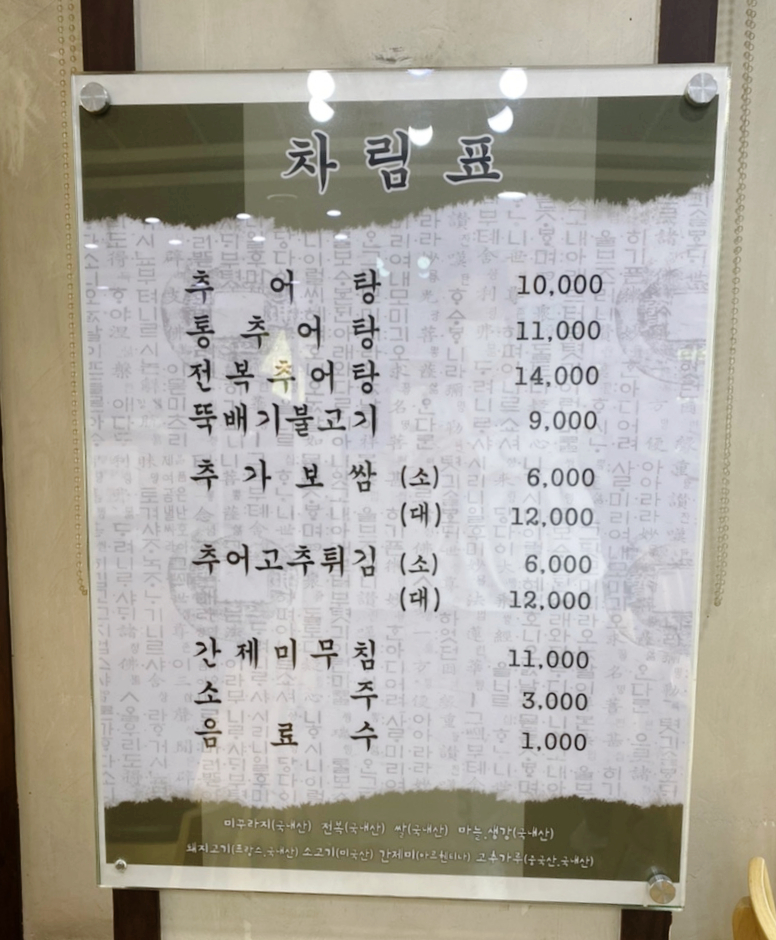 차림표
추어탕 10,000
통추어탕 11,000
전복추어탕 14,000
뚝배기불고기 9,000
추가보쌈 (소) 6,000
(대) 12,000
추어고추튀김 (소) 6,000
(대) 12,000
간제미무침 11,000
소주 3,000
음료수 1,000
미꾸라지(국내산) 전복(국내산) 쌀(국내산) 마늘,생강(국내산)
돼지고기(프랑스,국내산) 소고기(미국산) 간제미(아르헨티나) 고추가루(중국산,국내산)